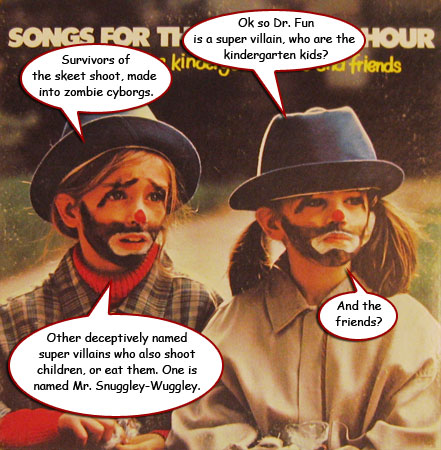 SONGS FOR TH HOUR
and friends
Ok so Dr. Fun
is a super villain, who are the
kindergarten kids?
Survivors of
the skeet shoot, made
into zombie cyborgs.
And the
friends?
Other deceptively named
super villains who also shoot
children, or eat them. One is
named Mr. Snuggley-Wuggley.